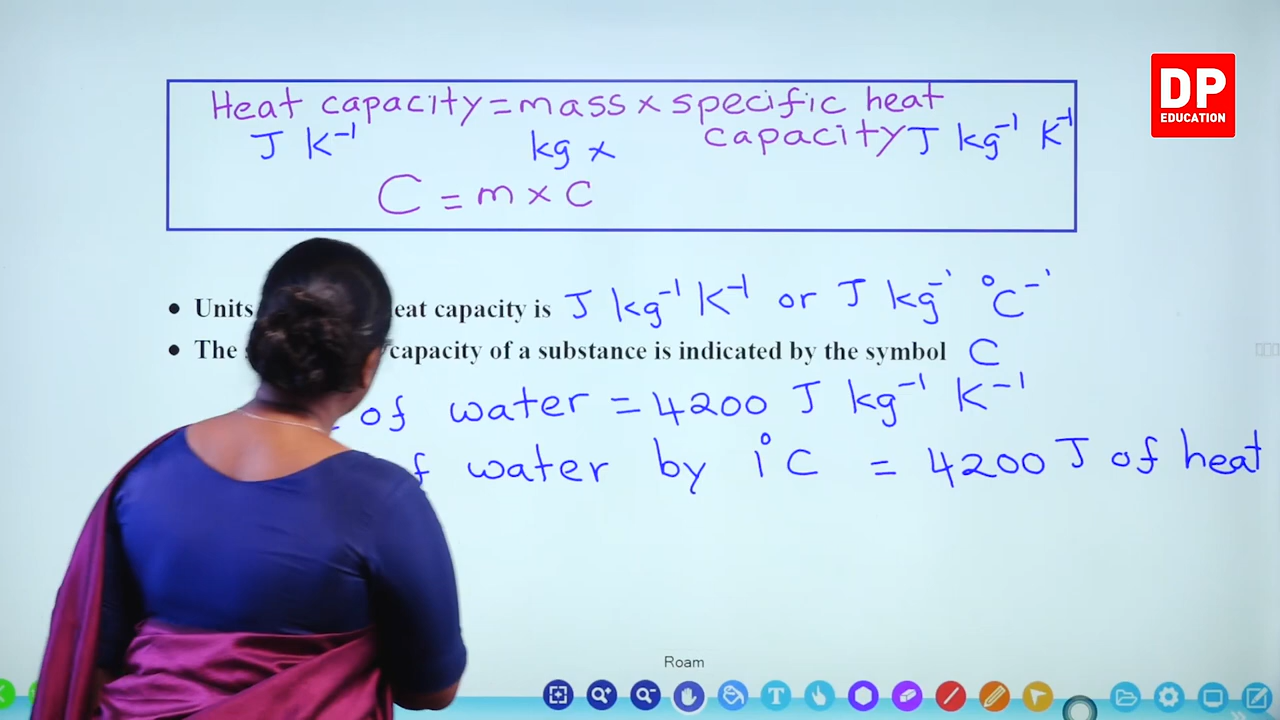 DP
EDUCATION
Heat capacity = mass × specific heat
capacity J kg⁻¹ K⁻¹
J K⁻¹ kg ×
C = m × C
• Units eat capacity is J kg⁻¹ K⁻¹ or J kg⁻¹ °C⁻¹
• The capacity of a substance is indicated by the symbol C
of water = 4200 J kg⁻¹ K⁻¹
f water by 1°C = 4200 J of heat
Roam